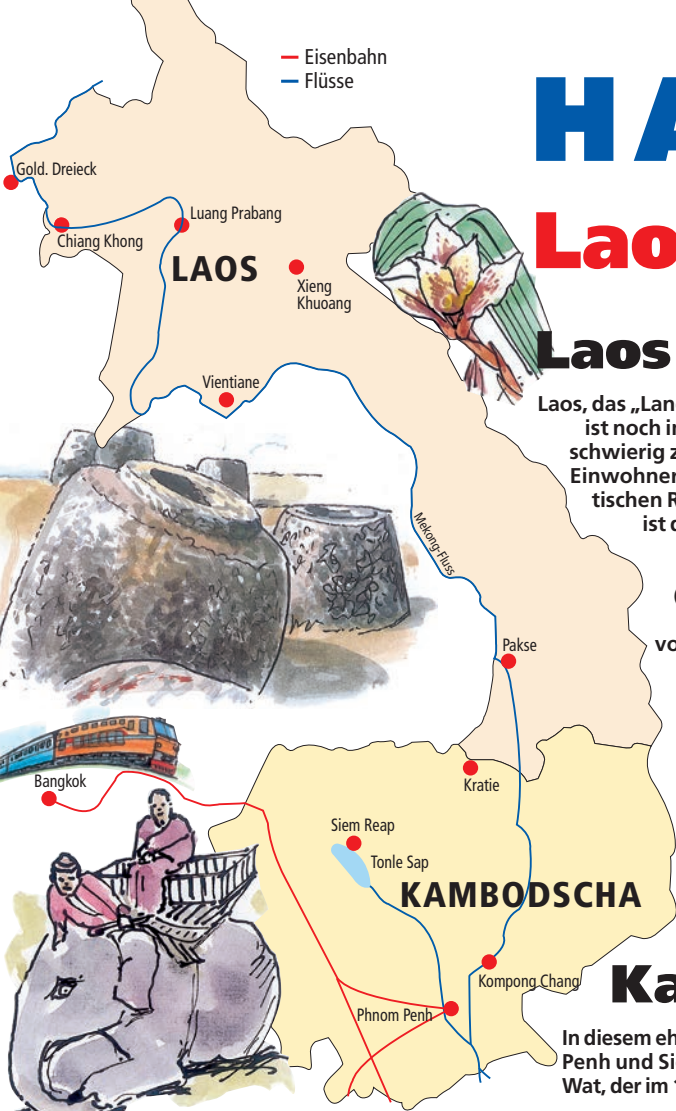 Eisenbahn
Flüsse
HA
Gold. Dreieck
Luang Prabang
Lao
Chiang Khong
LAOS
Xieng
Khuoang
Laos
Vientiane
Laos, das „Lan
ist noch in
schwierig z
Einwohner
tischen R
ist d
Mekong-Fluss
vo
Pakse
Bangkok
Kratie
Siem Reap
Tonle Sap
KAMBODSCHA
Kompong Chang
Ka
Phnom Penh
In diesem eh
Penh und Si
Wat, der im